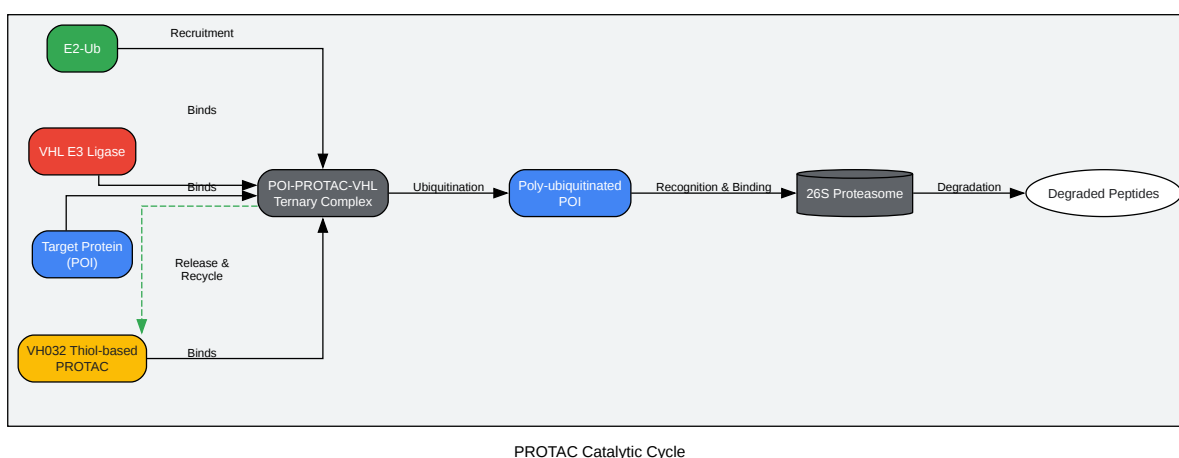 E2-Ub
Recruitment
Binds
VHL E3 Ligase
Binds
POI-PROTAC-VHL
Ternary Complex
Ubiquitination
Poly-ubiquitinated
POI
Recognition & Binding
26S Proteasome
Degradation
Degraded Peptides
Target Protein
(POI)
Release &
Recycle
VH032 Thiol-based
PROTAC
Binds
PROTAC Catalytic Cycle